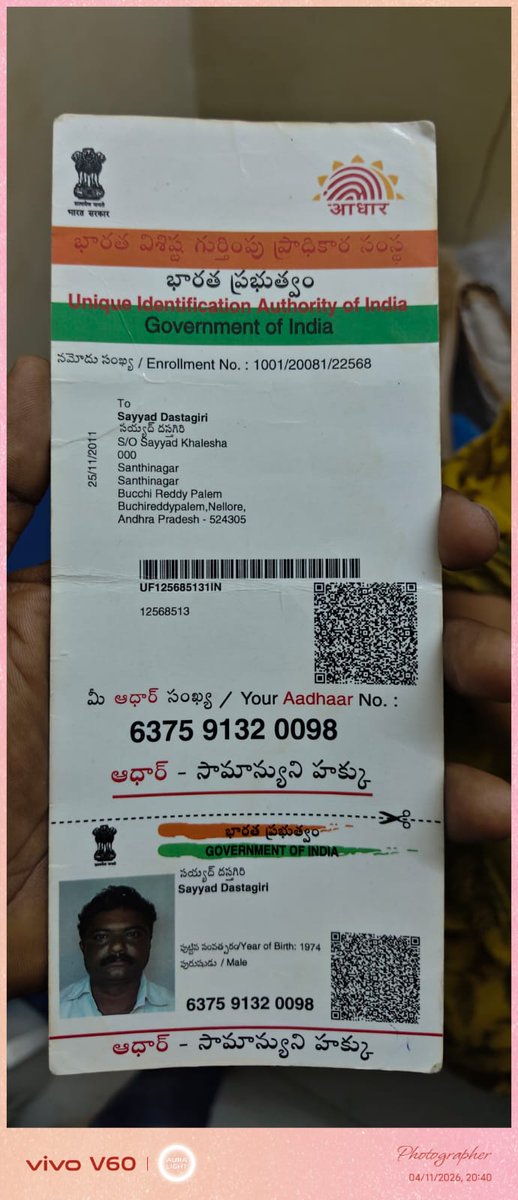 भारत सरकार
आधार
భారత విశిష్ట గుర్తింపు ప్రాధికార సంస్థ
భారత ప్రభుత్వం
Unique Identification Authority of India
Government of India
నమోదు సంఖ్య / Enrollment No. : 1001/20081/22568
25/11/2011
To
Sayyad Dastagiri
సయ్యద్ దస్తగిరి
S/O Sayyad Khalesha
000
Santhinagar
Santhinagar
Bucchi Reddy Palem
Buchireddypalem,Nellore,
Andhra Pradesh - 524305
UF125685131IN
12568513
మీ ఆధార్ సంఖ్య / Your Aadhaar No. :
6375 9132 0098
ఆధార్ - సామాన్యుని హక్కు
భారత ప్రభుత్వం
GOVERNMENT OF INDIA
సయ్యద్ దస్తగిరి
Sayyad Dastagiri
పుట్టిన సంవత్సరం/Year of Birth: 1974
పురుషుడు / Male
6375 9132 0098
ఆధార్ - సామాన్యుని హక్కు
vivo V60 | AURA LIGHT
Photographer
04/11/2026, 20:40